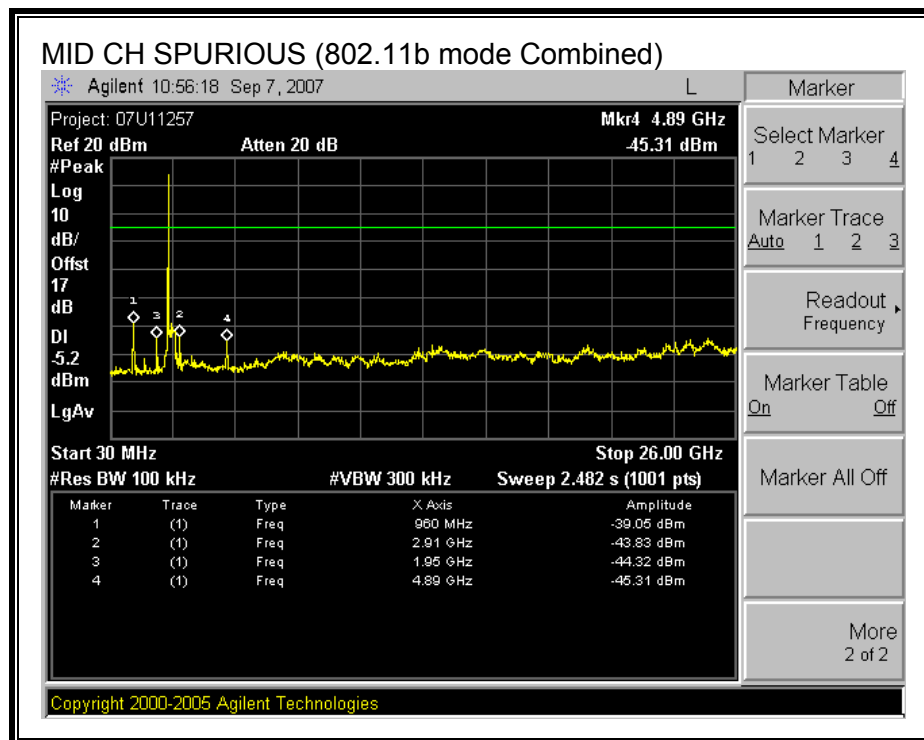 MID CH SPURIOUS (802.11b mode Combined)
Agilent 10:56:18 Sep 7, 2007 L
Project: 07U11257 Mkr4 4.89 GHz
Ref 20 dBm Atten 20 dB -45.31 dBm
#Peak
Log
10
dB/
Offst
17
dB
DI
-5.2
dBm
LgAv
1
3
2
4
Start 30 MHz Stop 26.00 GHz
#Res BW 100 kHz #VBW 300 kHz Sweep 2.482 s (1001 pts)
Marker Trace Type X Axis Amplitude
1 (1) Freq 960 MHz -39.05 dBm
2 (1) Freq 2.91 GHz -43.83 dBm
3 (1) Freq 1.95 GHz -44.32 dBm
4 (1) Freq 4.89 GHz -45.31 dBm
Copyright 2000-2005 Agilent Technologies
Marker
Select Marker
1 2 3 4
Marker Trace
Auto 1 2 3
Readout
Frequency
Marker Table
On Off
Marker All Off
More
2 of 2